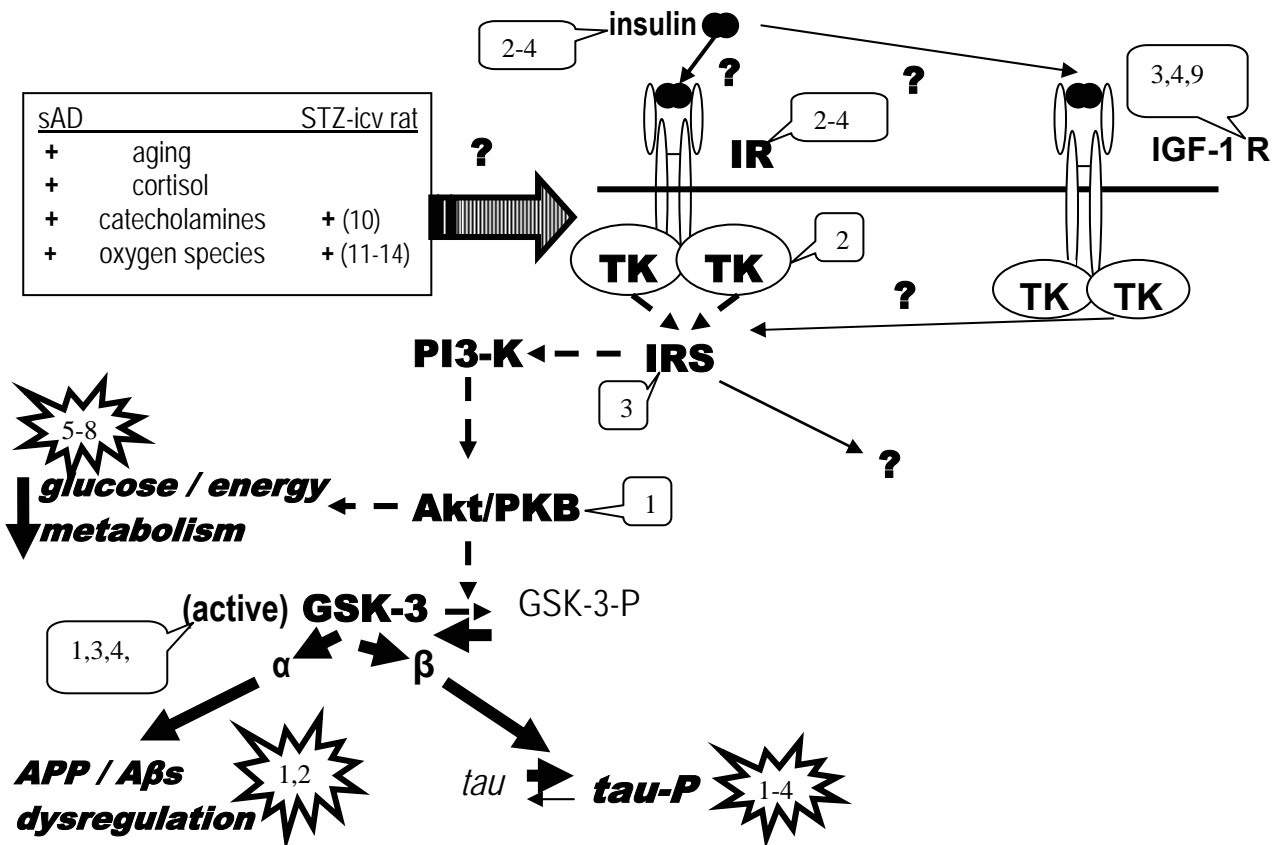 insulin
2-4
?
?
3,4,9
sAD STZ-icv rat
+ aging
+ cortisol
+ catecholamines + (10)
+ oxygen species + (11-14)
?
IR
2-4
IGF-1 R
TK TK
2
TK TK
?
PI3-K
IRS
3
?
5-8
glucose / energy
metabolism
Akt/PKB
1
(active) GSK-3
GSK-3-P
1,3,4,
α
β
APP / Aβs
dysregulation
1,2
tau
tau-P
1-4